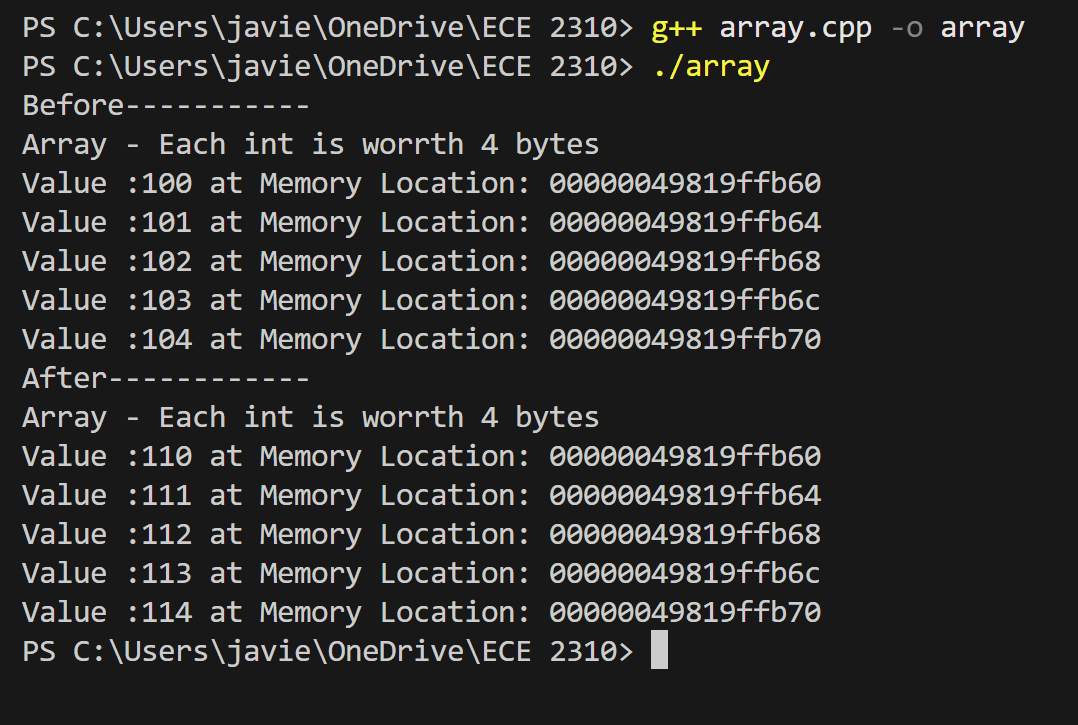 PS C:\Users\javie\OneDrive\ECE 2310> g++ array.cpp -o array
PS C:\Users\javie\OneDrive\ECE 2310> ./array
Before-----------
Array - Each int is worrth 4 bytes
Value :100 at Memory Location: 00000049819ffb60
Value :101 at Memory Location: 00000049819ffb64
Value :102 at Memory Location: 00000049819ffb68
Value :103 at Memory Location: 00000049819ffb6c
Value :104 at Memory Location: 00000049819ffb70
After------------
Array - Each int is worrth 4 bytes
Value :110 at Memory Location: 00000049819ffb60
Value :111 at Memory Location: 00000049819ffb64
Value :112 at Memory Location: 00000049819ffb68
Value :113 at Memory Location: 00000049819ffb6c
Value :114 at Memory Location: 00000049819ffb70
PS C:\Users\javie\OneDrive\ECE 2310>